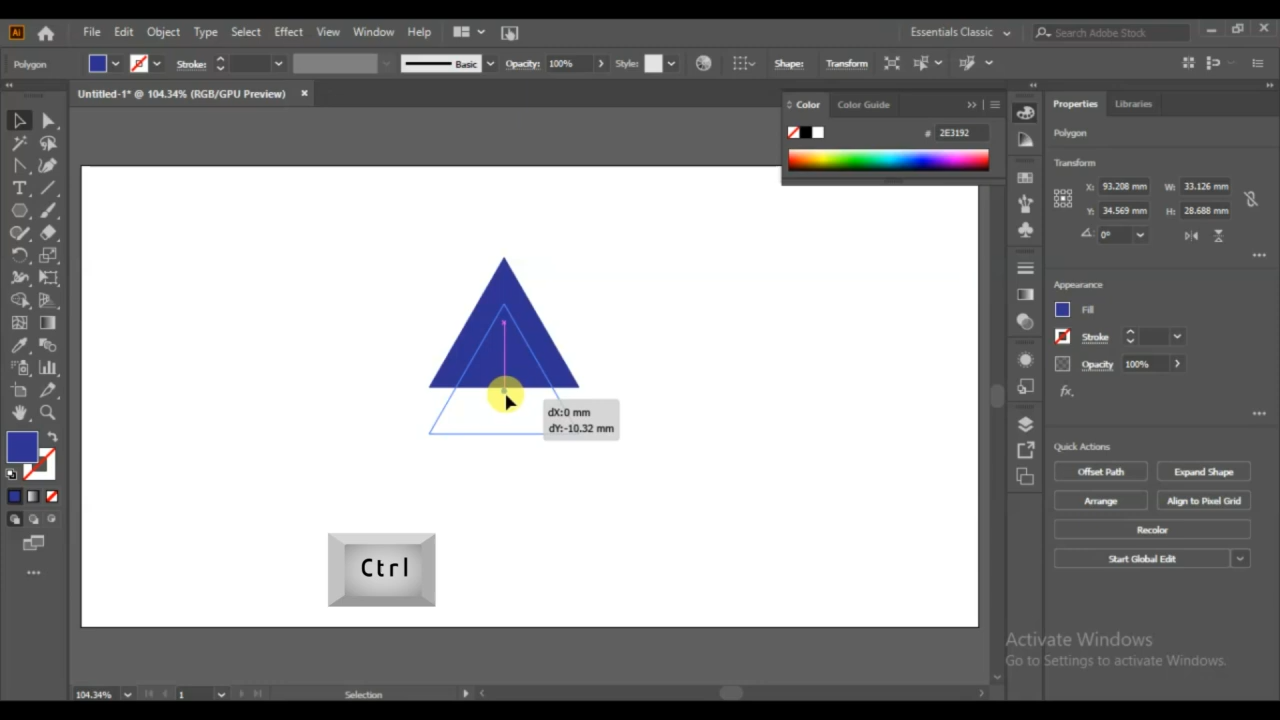 Ai File Edit Object Type Select Effect View Window Help Essentials Classic Search Adobe Stock
Polygon Stroke: Basic Opacity: 100% Style: Shape: Transform
Untitled-1* @ 104.34% (RGB/GPU Preview) ×
Color Color Guide
# 2E3192
Properties Libraries
Polygon
Transform
X: 93.208 mm W: 33.126 mm
Y: 34.569 mm H: 28.688 mm
0°
Appearance
Fill
Stroke
Opacity 100%
fx.
Quick Actions
Offset Path Expand Shape
Arrange Align to Pixel Grid
Recolor
Start Global Edit
dX:0 mm
dY:-10.32 mm
Ctrl
Activate Windows
Go to Settings to activate Windows.
104.34% 1 Selection